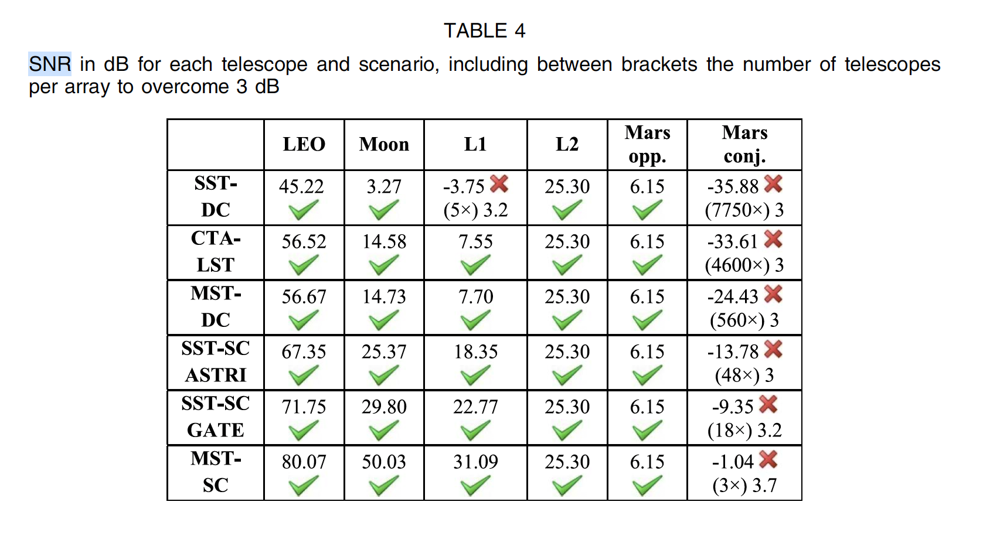 TABLE 4
SNR in dB for each telescope and scenario, including between brackets the number of telescopes
per array to overcome 3 dB
LEO Moon L1 L2 Mars opp. Mars conj.
SST-DC 45.22 3.27 -3.75 (5×) 3.2 25.30 6.15 -35.88 (7750×) 3
CTA-LST 56.52 14.58 7.55 25.30 6.15 -33.61 (4600×) 3
MST-DC 56.67 14.73 7.70 25.30 6.15 -24.43 (560×) 3
SST-SC ASTRI 67.35 25.37 18.35 25.30 6.15 -13.78 (48×) 3
SST-SC GATE 71.75 29.80 22.77 25.30 6.15 -9.35 (18×) 3.2
MST-SC 80.07 50.03 31.09 25.30 6.15 -1.04 (3×) 3.7